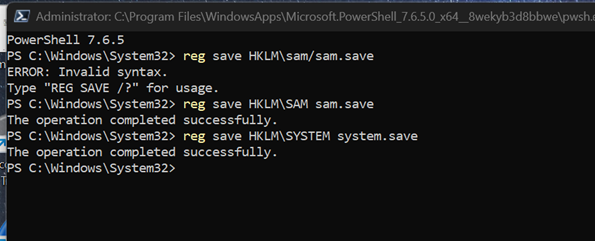 Administrator: C:\Program Files\WindowsApps\Microsoft.PowerShell_7.6.5.0_x64__8wekyb3d8bbwe\pwsh.
PowerShell 7.6.5
PS C:\Windows\System32> reg save HKLM\sam/sam.save
ERROR: Invalid syntax.
Type "REG SAVE /?" for usage.
PS C:\Windows\System32> reg save HKLM\SAM sam.save
The operation completed successfully.
PS C:\Windows\System32> reg save HKLM\SYSTEM system.save
The operation completed successfully.
PS C:\Windows\System32>